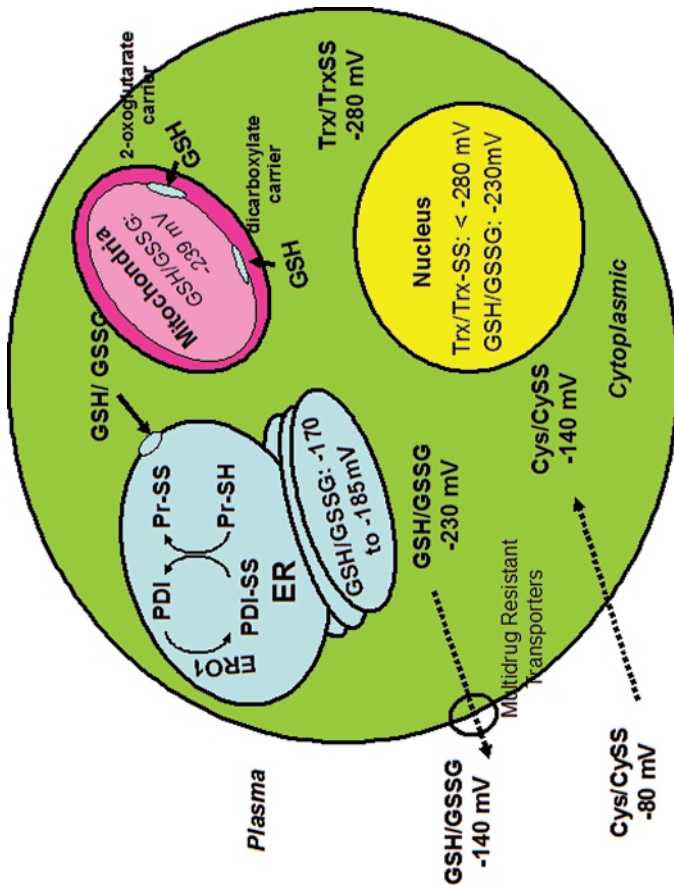 GSH/ GSSG
2-oxoglutarate
carrier
GSH
Mitochondria
GSH/GSSG:
-239 mV
dicarboxylate
carrier
GSH
PDI
Pr-SS
ERO1
PDI-SS
Pr-SH
ER
GSH/GSSG: -170
to -185mV
Plasma
Trx/TrxSS
-280 mV
GSH/GSSG
-230 mV
Nucleus
Trx/Trx-SS: < -280 mV
GSH/GSSG: -230mV
GSH/GSSG
-140 mV
Multidrug Resistant
Transporters
Cys/CySS
-140 mV
Cytoplasmic
Cys/CySS
-80 mV